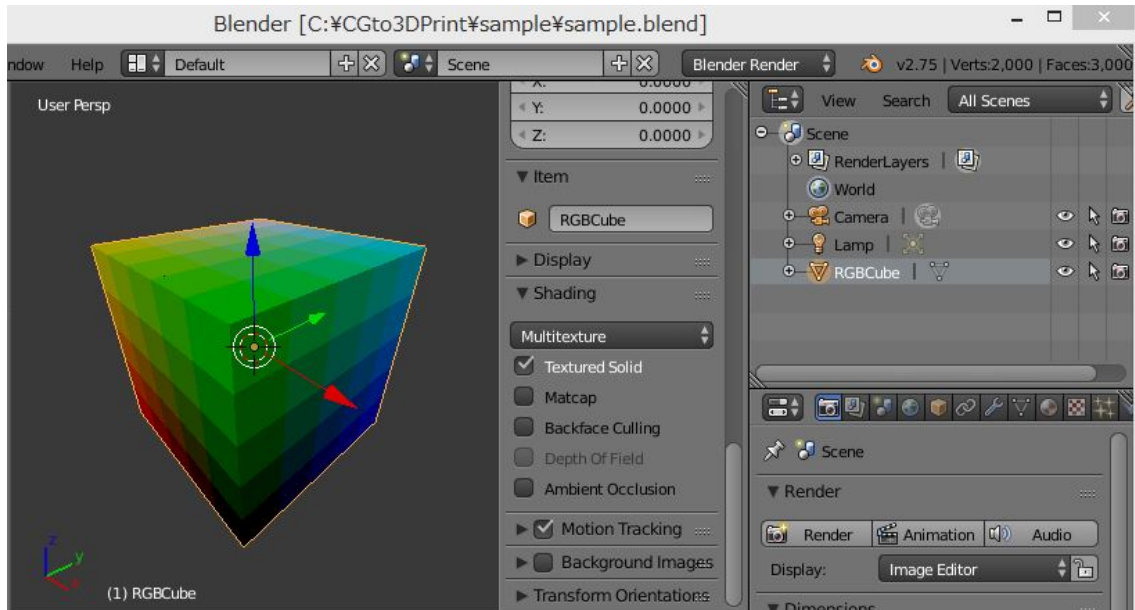 Blender [C:¥CGto3DPrint¥sample¥sample.blend]
ndow Help Default Scene Blender Render v2.75 | Verts:2,000 | Faces:3,000
User Persp
X: 0.0000
Y: 0.0000
Z: 0.0000
Item
RGBCube
Display
Shading
Multitexture
Textured Solid
Matcap
Backface Culling
Depth Of Field
Ambient Occlusion
Motion Tracking
Background Images
Transform Orientations
z
y
x
(1) RGBCube
View Search All Scenes
Scene
RenderLayers |
World
Camera |
Lamp |
RGBCube |
Scene
Render
Render Animation Audio
Display: Image Editor
Dimensions